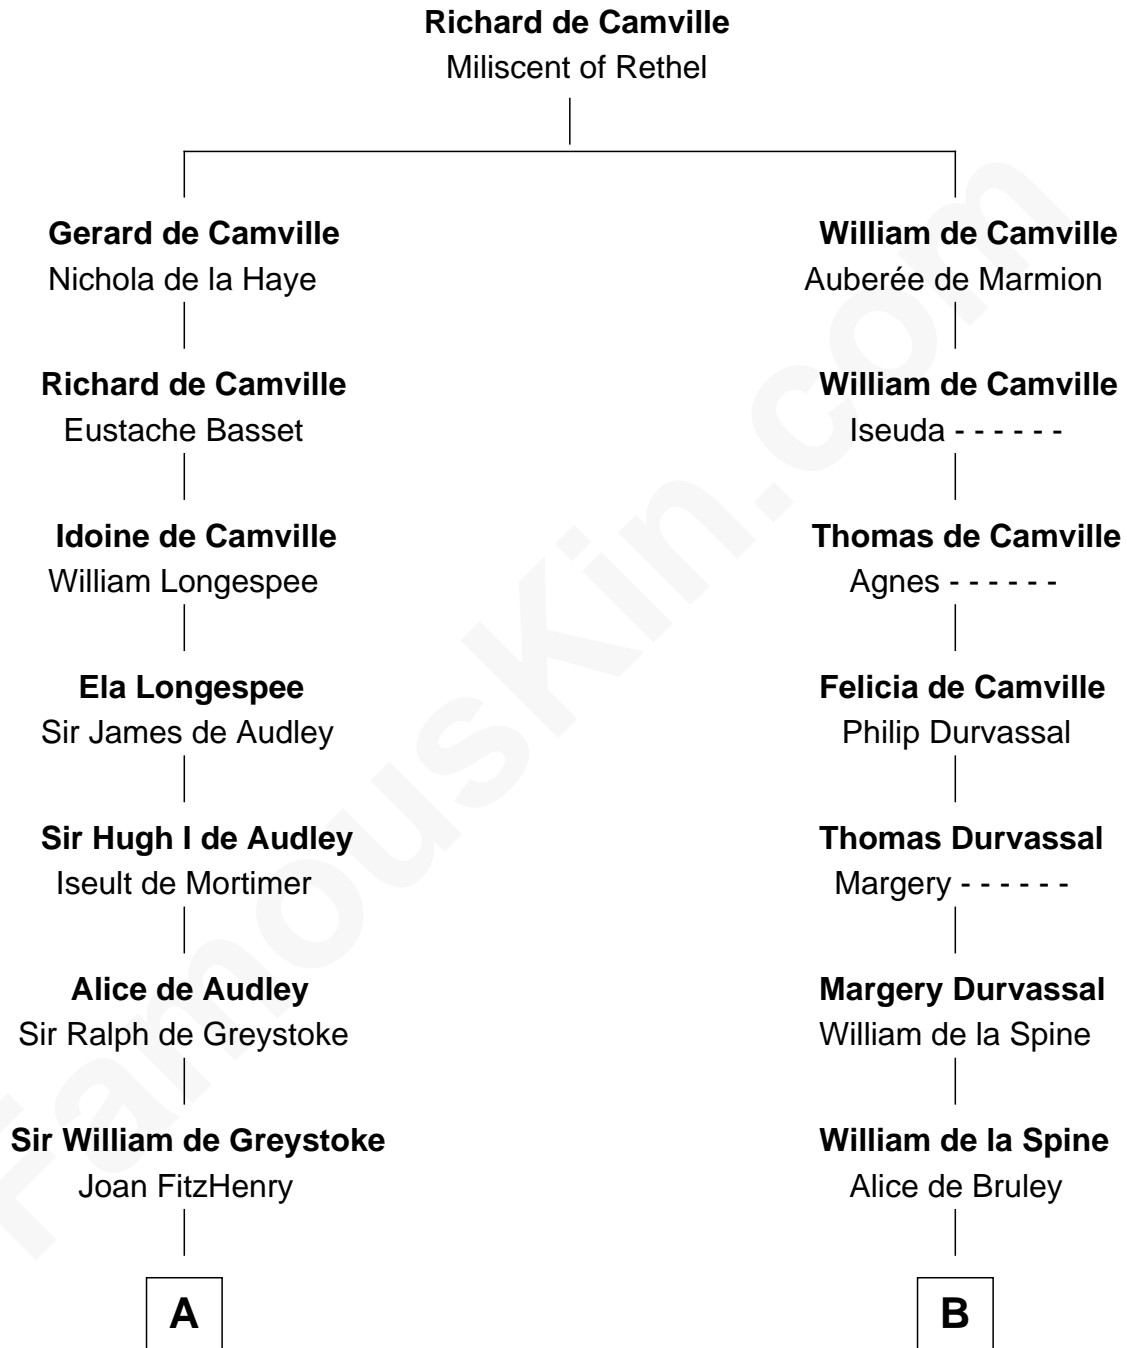 Richard de Camville
Miliscent of Rethel
Gerard de Camville
Nichola de la Haye
William de Camville
Auberée de Marmion
Richard de Camville
Eustache Basset
William de Camville
Iseuda - - - - - -
Idoine de Camville
William Longespee
Thomas de Camville
Agnes - - - - - -
Ela Longespee
Sir James de Audley
Felicia de Camville
Philip Durvassal
Sir Hugh I de Audley
Iseult de Mortimer
Thomas Durvassal
Margery - - - - - -
Alice de Audley
Sir Ralph de Greystoke
Margery Durvassal
William de la Spine
Sir William de Greystoke
Joan FitzHenry
William de la Spine
Alice de Bruley
A
B
FamousKin.com